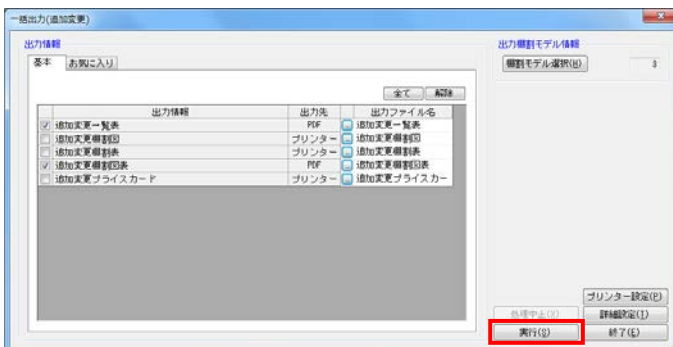 一括出力(追加変更)
出力情報
基本 お気に入り
全て 解除
出力情報 出力先 出力ファイル名
追加変更一覧表 PDF 追加変更一覧表
追加変更棚割図 プリンター 追加変更棚割図
追加変更棚割表 プリンター 追加変更棚割表
追加変更棚割図表 PDF 追加変更棚割図表
追加変更プライスカード プリンター 追加変更プライスカー
出力棚割モデル情報
棚割モデル選択(H)
プリンター設定(P)
処理中止(X) 詳細設定(T)
実行(S) 終了(E)